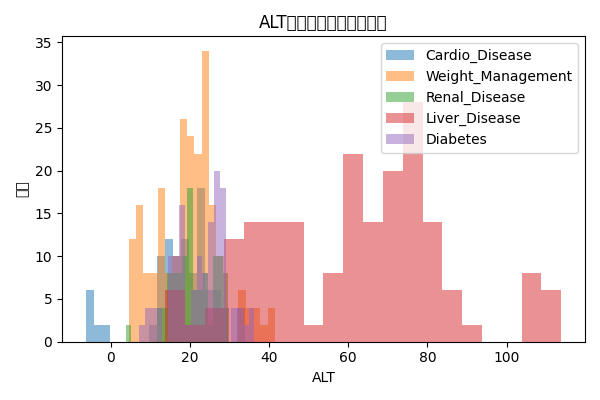 ALT
35
30
25
20
15
10
5
0
Cardio_Disease
Weight_Management
Renal_Disease
Liver_Disease
Diabetes
0 20 40 60 80 100
ALT